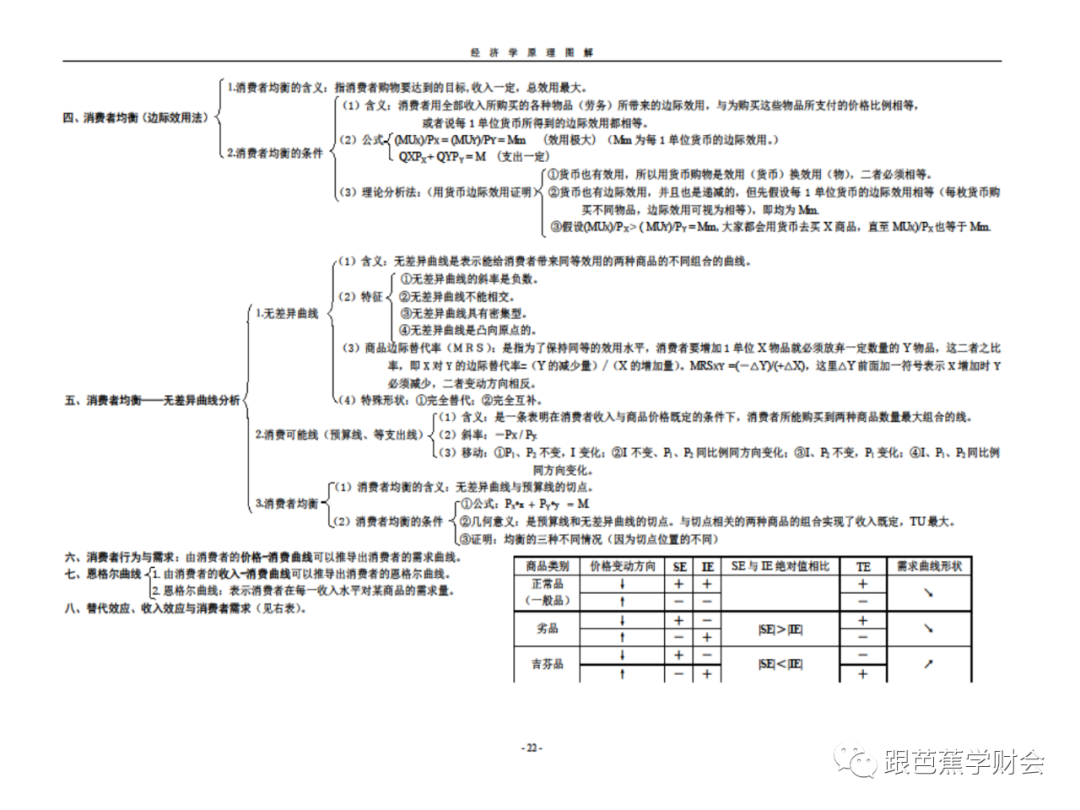 经 济 学 原 理 图 解
四、消费者均衡(边际效用法)
1.消费者均衡的含义：指消费者购物要达到的目标,收入一定，总效用最大。
2.消费者均衡的条件
（1）含义：消费者用全部收入所购买的各种物品（劳务）所带来的边际效用，与为购买这些物品所支付的价格比例相等，
或者说每 1 单位货币所得到的边际效用都相等。
（2）公式 (MUx)/Px = (MUY)/PY = Mm （效用极大）（Mm 为每 1 单位货币的边际效用。）
QXPX + QYPY = M （支出一定）
（3）理论分析法：（用货币边际效用证明）
①货币也有效用，所以用货币购物是效用（货币）换效用（物），二者必须相等。
②货币也有边际效用，并且也是递减的，但先假设每 1 单位货币的边际效用相等（每枚货币购
买不同物品，边际效用可视为相等），即均为 Mm.
③假设(MUx)/PX > ( MUY)/PY = Mm, 大家都会用货币去买 X 商品，直至 MUx)/PX 也等于 Mm.
五、消费者均衡——无差异曲线分析
1.无差异曲线
（1）含义：无差异曲线是表示能给消费者带来同等效用的两种商品的不同组合的曲线。
（2）特征
①无差异曲线的斜率是负数。
②无差异曲线不能相交。
③无差异曲线具有密集型。
④无差异曲线是凸向原点的。
（3）商品边际替代率（ＭＲＳ）：是指为了保持同等的效用水平，消费者要增加 1 单位 X 物品就必须放弃一定数量的 Y 物品，这二者之比
率，即 X 对 Y 的边际替代率=（Y 的减少量）/（X 的增加量）。MRSXY =(－△Y)/(+△X)，这里△Y 前面加一符号表示 X 增加时 Y
必须减少，二者变动方向相反。
（4）特殊形状：①完全替代；②完全互补。
2.消费可能线（预算线、等支出线）
（1）含义：是一条表明在消费者收入与商品价格既定的条件下，消费者所能购买到两种商品数量最大组合的线。
（2）斜率：－Px / Py.
（3）移动：①P1、P2 不变，I 变化；②I 不变、P1、P2 同比例同方向变化；③I、P2 不变，P1 变化；④I、P1、P2 同比例
同方向变化。
3.消费者均衡
（1）消费者均衡的含义：无差异曲线与预算线的切点。
（2）消费者均衡的条件
①公式：PX•x + PY•y = M
②几何意义：是预算线和无差异曲线的切点。与切点相关的两种商品的组合实现了收入既定，TU 最大。
③证明：均衡的三种不同情况（因为切点位置的不同）
六、消费者行为与需求：由消费者的价格-消费曲线可以推导出消费者的需求曲线。
七、恩格尔曲线
1. 由消费者的收入-消费曲线可以推导出消费者的恩格尔曲线。
2. 恩格尔曲线：表示消费者在每一收入水平对某商品的需求量。
八、替代效应、收入效应与消费者需求（见右表）。
商品类别 价格变动方向 SE IE SE 与 IE 绝对值相比 TE 需求曲线形状
正常品
（一般品）
↓ ＋ ＋ ＋ ↘
↑ － － －
劣品 ↓ ＋ － |SE|＞|IE| ＋ ↘
↑ － ＋ －
吉芬品 ↓ ＋ － |SE|＜|IE| － ↗
↑ － ＋ ＋
- 22 -
跟芭蕉学财会